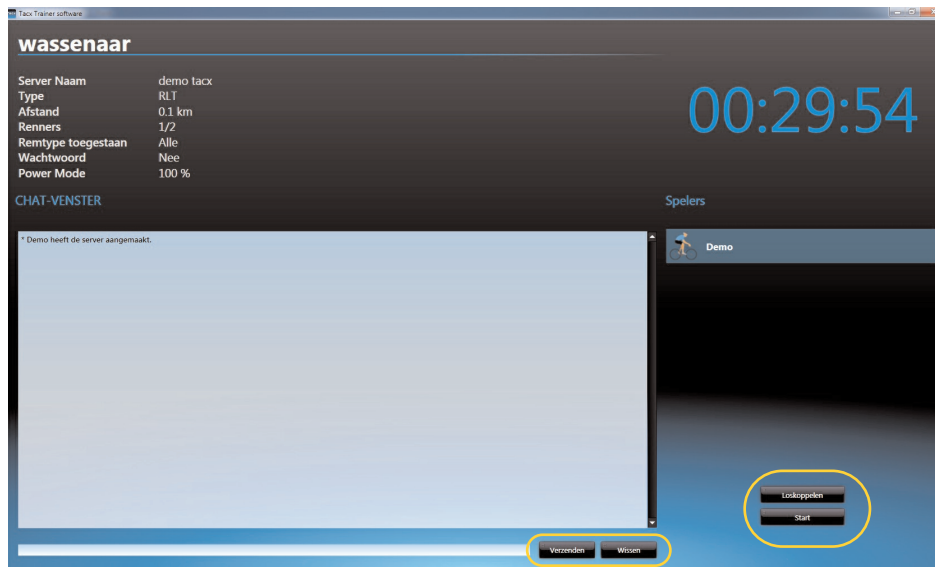 Tacx Trainer software
wassenaar
Server Naam demo tacx
Type RLT
Afstand 0.1 km
Renners 1/2
Remtype toegestaan Alle
Wachtwoord Nee
Power Mode 100 %
00:29:54
CHAT-VENSTER
Spelers
* Demo heeft de server aangemaakt.
Demo
Loskoppelen
Start
Verzenden Wissen